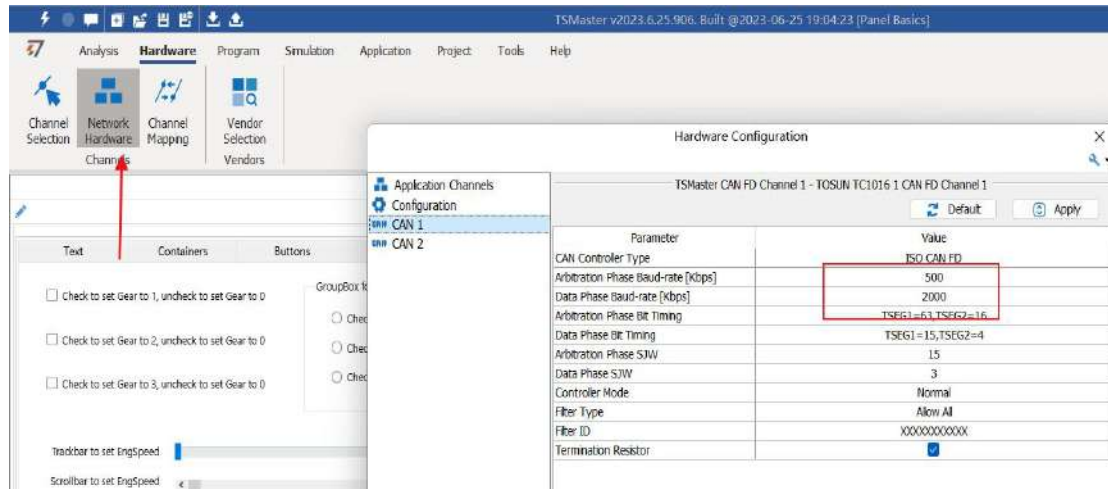 TSMaster v2023.6.25.906. Built @2023-06-25 19:04:23 [Panel Basics]
Analysis Hardware Program Simulation Application Project Tools Help
Channel Selection
Network Hardware
Channel Mapping
Vendor Selection
Channels Vendors
Hardware Configuration
Application Channels
Configuration
CAN 1
CAN 2
TSMaster CAN FD Channel 1 - TOSUN TC1016 1 CAN FD Channel 1
Default Apply
Parameter Value
CAN Controller Type ISO CAN FD
Arbitration Phase Baud-rate [Kbps] 500
Data Phase Baud-rate [Kbps] 2000
Arbitration Phase Bit Timing TSEG1=63,TSEG2=16
Data Phase Bit Timing TSEG1=15,TSEG2=4
Arbitration Phase SJW 15
Data Phase SJW 3
Controller Mode Normal
Filter Type Allow All
Filter ID XXXXXXXXXXX
Termination Resistor
Text Containers Buttons
Check to set Gear to 1, uncheck to set Gear to 0
Check to set Gear to 2, uncheck to set Gear to 0
Check to set Gear to 3, uncheck to set Gear to 0
GroupBox
Trackbar to set EngSpeed
Scrollbar to set EngSpeed